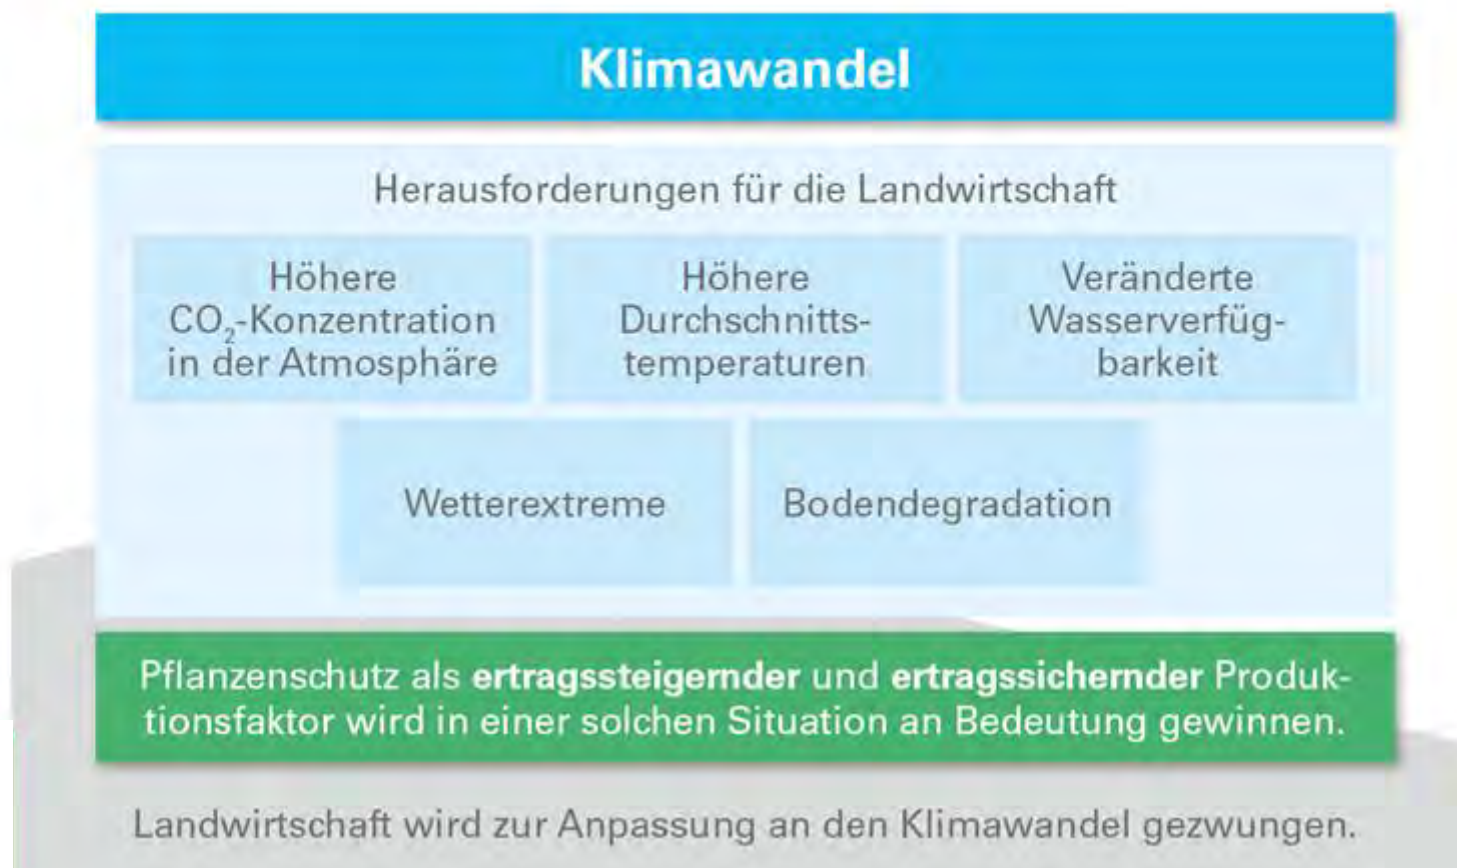 Klimawandel
Herausforderungen für die Landwirtschaft
Höhere
CO₂-Konzentration
in der Atmosphäre
Höhere
Durchschnitts-
temperaturen
Veränderte
Wasserverfüg-
barkeit
Wetterextreme
Bodendegradation
Pflanzenschutz als ertragssteigernder und ertragssichernder Produk-
tionsfaktor wird in einer solchen Situation an Bedeutung gewinnen.
Landwirtschaft wird zur Anpassung an den Klimawandel gezwungen.